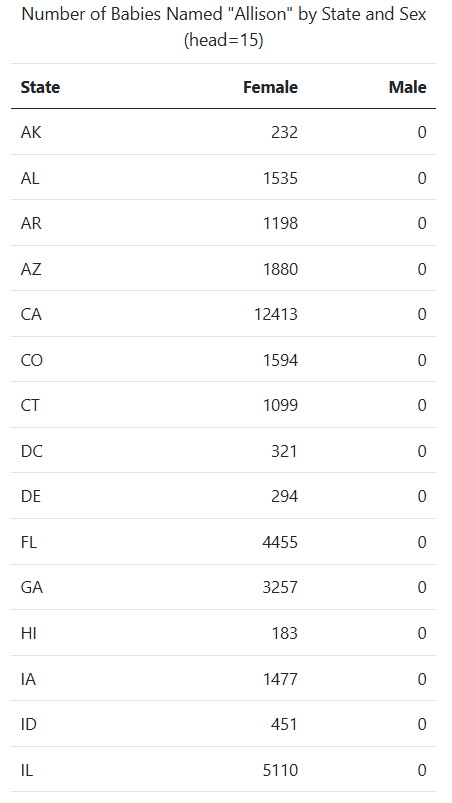 Number of Babies Named "Allison" by State and Sex
(head=15)
State Female Male
AK 232 0
AL 1535 0
AR 1198 0
AZ 1880 0
CA 12413 0
CO 1594 0
CT 1099 0
DC 321 0
DE 294 0
FL 4455 0
GA 3257 0
HI 183 0
IA 1477 0
ID 451 0
IL 5110 0